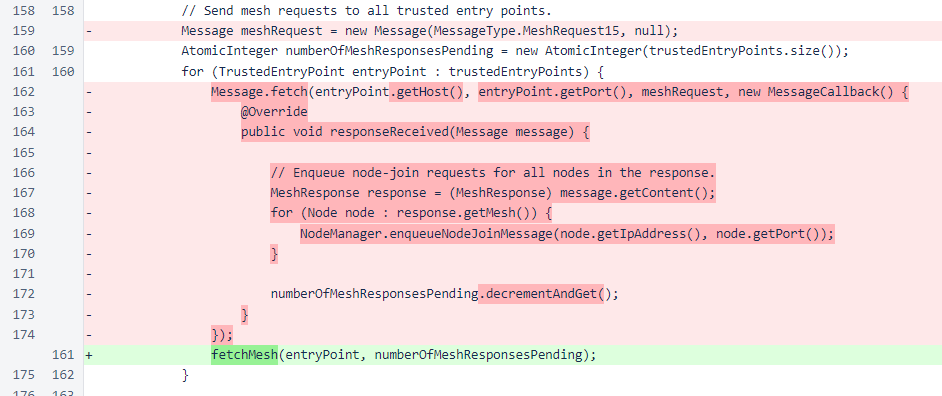 158 158 // Send mesh requests to all trusted entry points.
159 - Message meshRequest = new Message(MessageType.MeshRequest15, null);
160 159 AtomicInteger numberOfMeshResponsesPending = new AtomicInteger(trustedEntryPoints.size());
161 160 for (TrustedEntryPoint entryPoint : trustedEntryPoints) {
162 - Message.fetch(entryPoint.getHost(), entryPoint.getPort(), meshRequest, new MessageCallback() {
163 - @Override
164 - public void responseReceived(Message message) {
165 -
166 - // Enqueue node-join requests for all nodes in the response.
167 - MeshResponse response = (MeshResponse) message.getContent();
168 - for (Node node : response.getMesh()) {
169 - NodeManager.enqueueNodeJoinMessage(node.getIpAddress(), node.getPort());
170 - }
171 -
172 - numberOfMeshResponsesPending.decrementAndGet();
173 - }
174 - });
161 + fetchMesh(entryPoint, numberOfMeshResponsesPending);
175 162 }
176 163